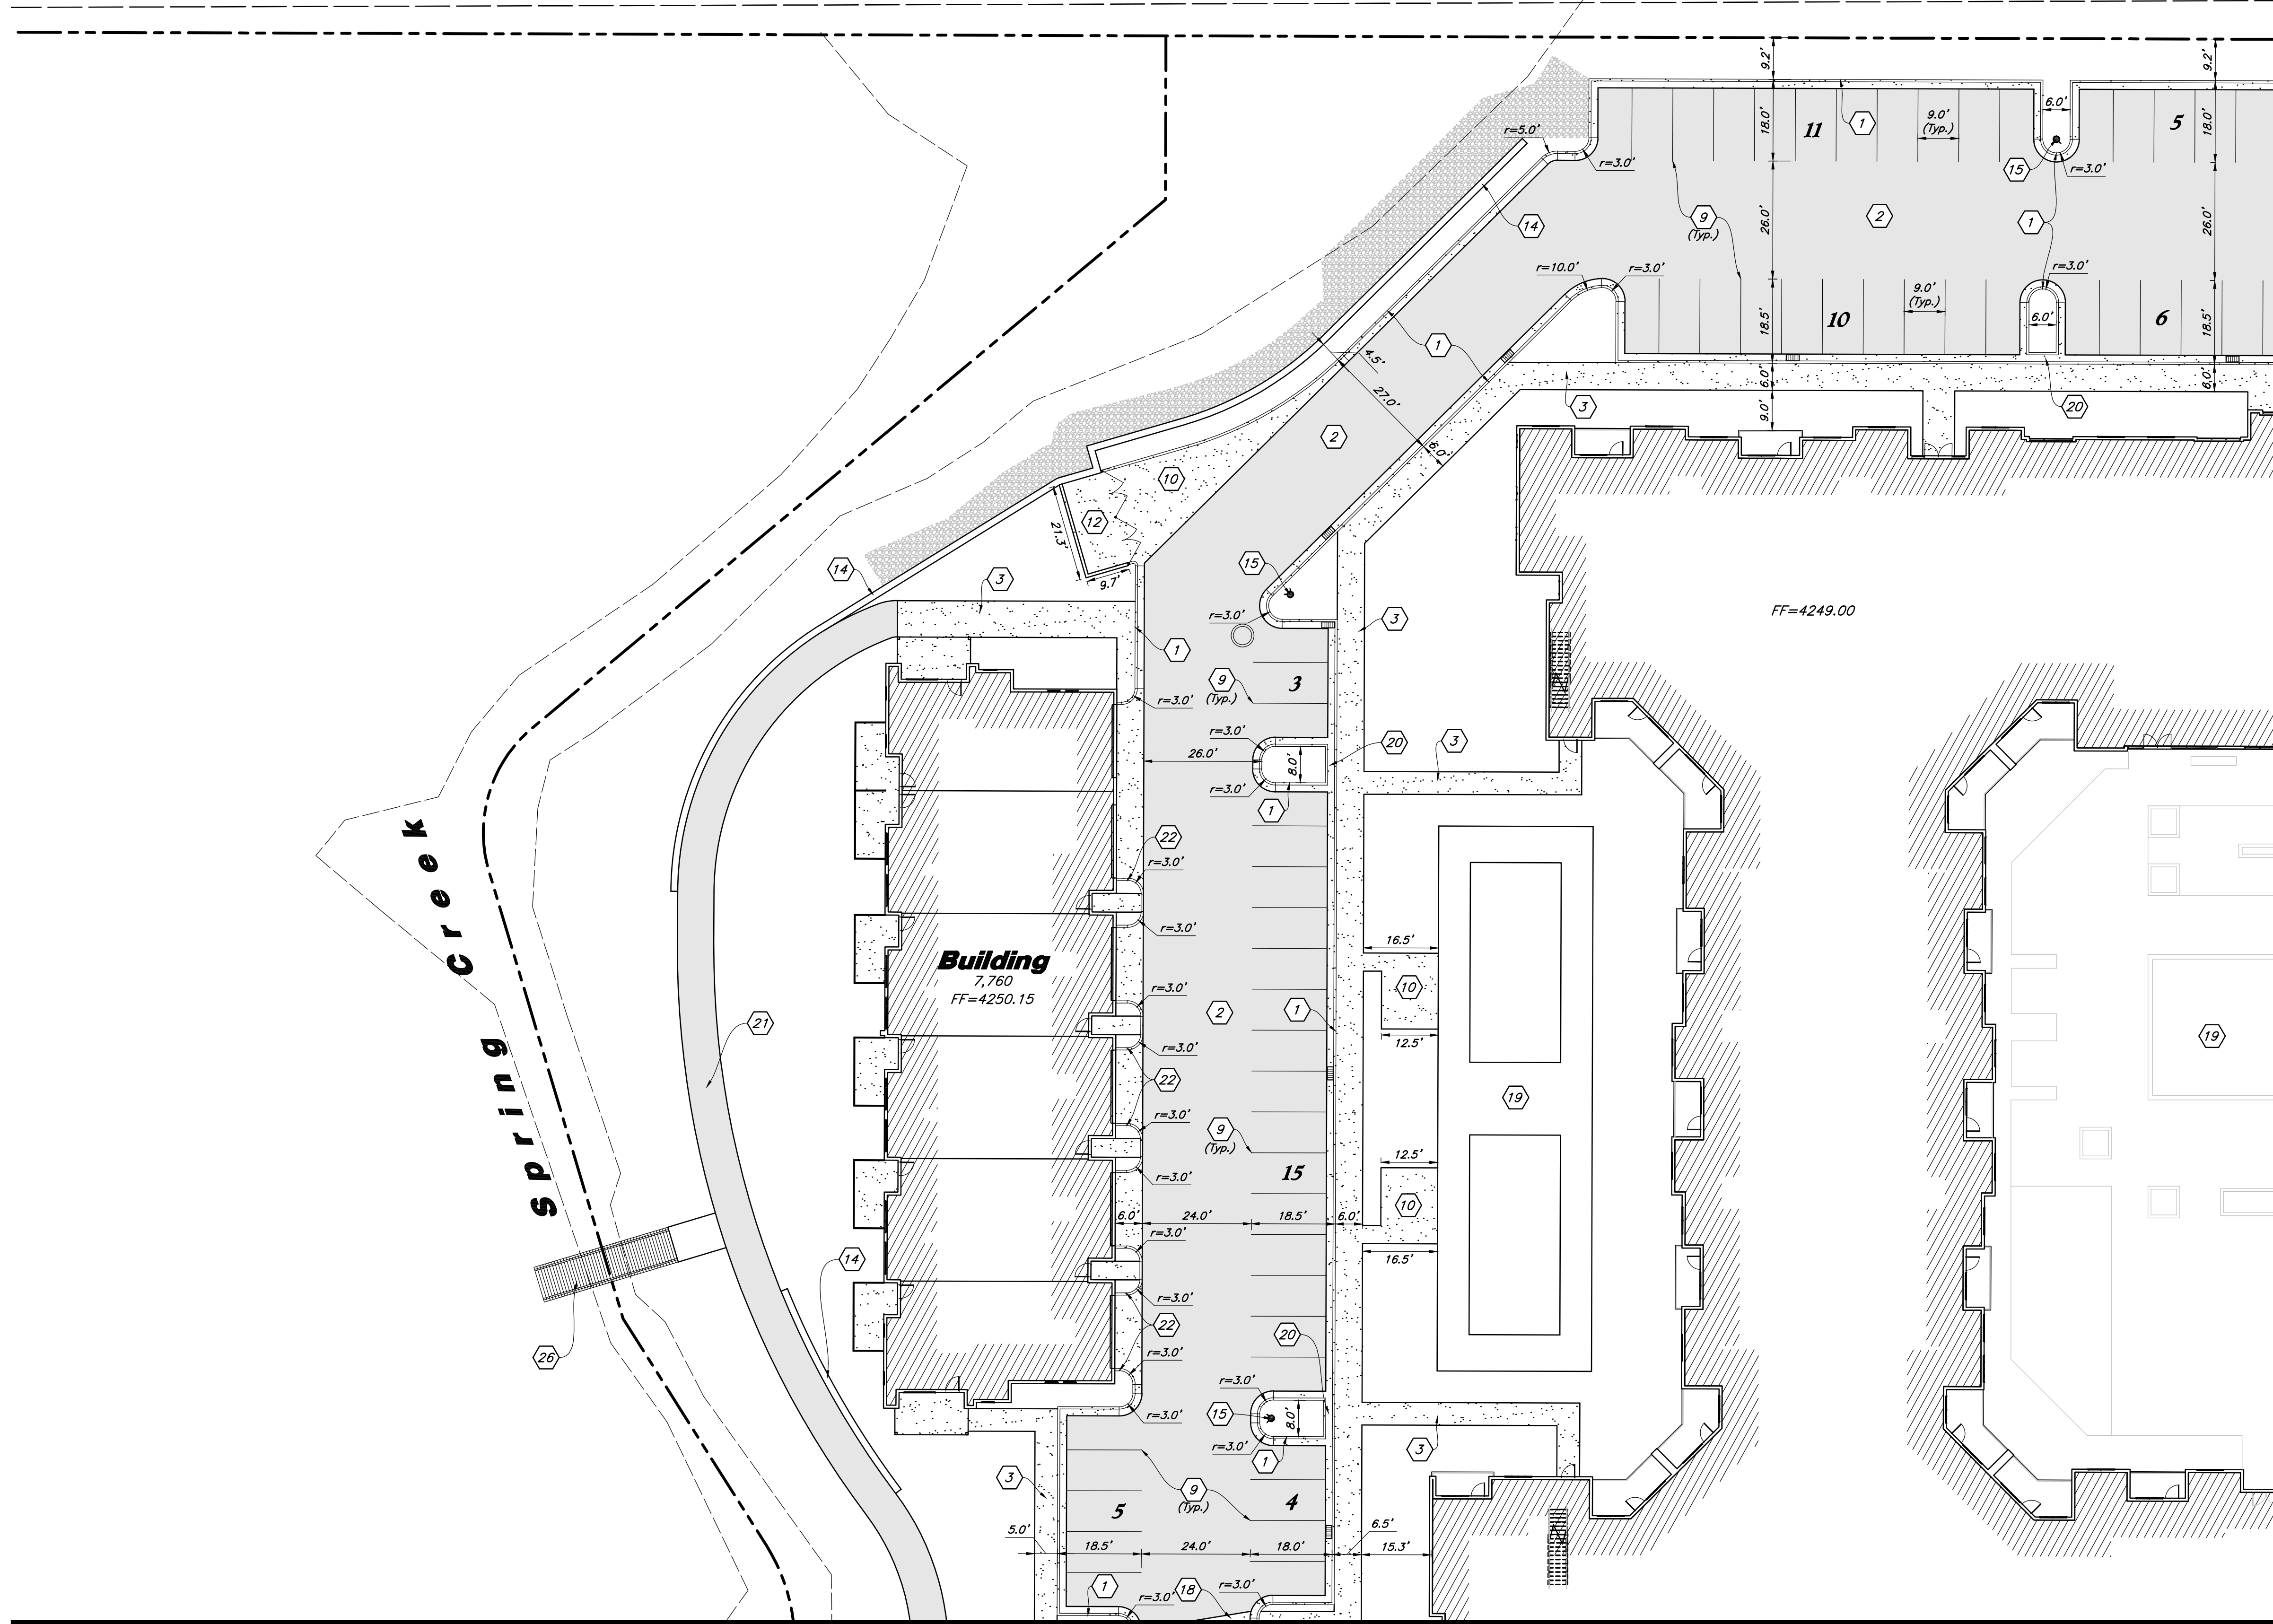 9.2'
9.2'
18.0'
11
1
9.0'
(Typ.)
6.0'
5
18.0'
r=5.0'
r=3.0'
15
r=3.0'
14
9
(Typ.)
26.0'
2
1
26.0'
r=10.0'
r=3.0'
r=3.0'
9.0'
(Typ.)
18.5'
10
6.0'
6
18.5'
1
4.5'
27.0'
6.0'
3
6.0'
9.0'
6.0'
20
2
6.0'
10
12
21.3'
9.7'
14
3
15
r=3.0'
3
FF=4249.00
1
9
(Typ.)
3
r=3.0'
r=3.0'
26.0'
8.0'
20
3
r=3.0'
1
22
r=3.0'
r=3.0'
Spring Creek
Building
7,760
FF=4250.15
16.5'
10
12.5'
r=3.0'
2
1
r=3.0'
21
22
19
19
r=3.0'
9
(Typ.)
15
r=3.0'
12.5'
10
16.5'
6.0'
24.0'
18.5'
6.0'
r=3.0'
14
r=3.0'
22
20
26
r=3.0'
r=3.0'
r=3.0'
15
8.0'
r=3.0'
1
3
3
9
(Typ.)
5
4
5.0'
18.5'
24.0'
18.0'
6.5'
15.3'
1
r=3.0'
18
r=3.0'